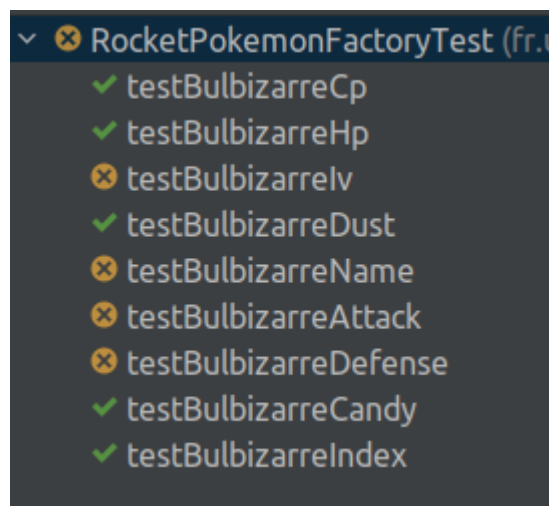 RocketPokemonFactoryTest (fr.u
testBulbizarreCp
testBulbizarreHp
testBulbizarreIv
testBulbizarreDust
testBulbizarreName
testBulbizarreAttack
testBulbizarreDefense
testBulbizarreCandy
testBulbizarreIndex